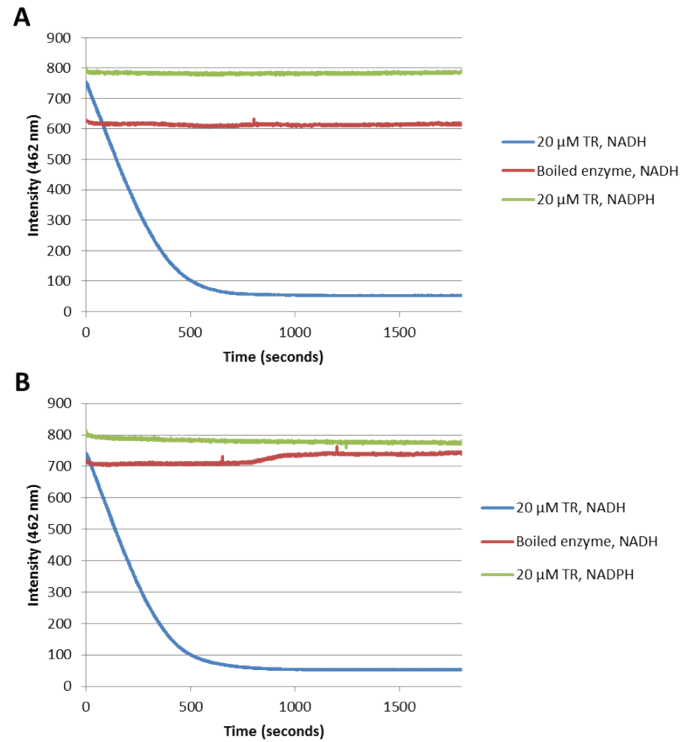 A
900
800
700
600
500
400
300
200
100
0
Intensity (462 nm)
0 500 1000 1500
Time (seconds)
20 µM TR, NADH
Boiled enzyme, NADH
20 µM TR, NADPH
B
900
800
700
600
500
400
300
200
100
0
Intensity (462 nm)
0 500 1000 1500
Time (seconds)
20 µM TR, NADH
Boiled enzyme, NADH
20 µM TR, NADPH